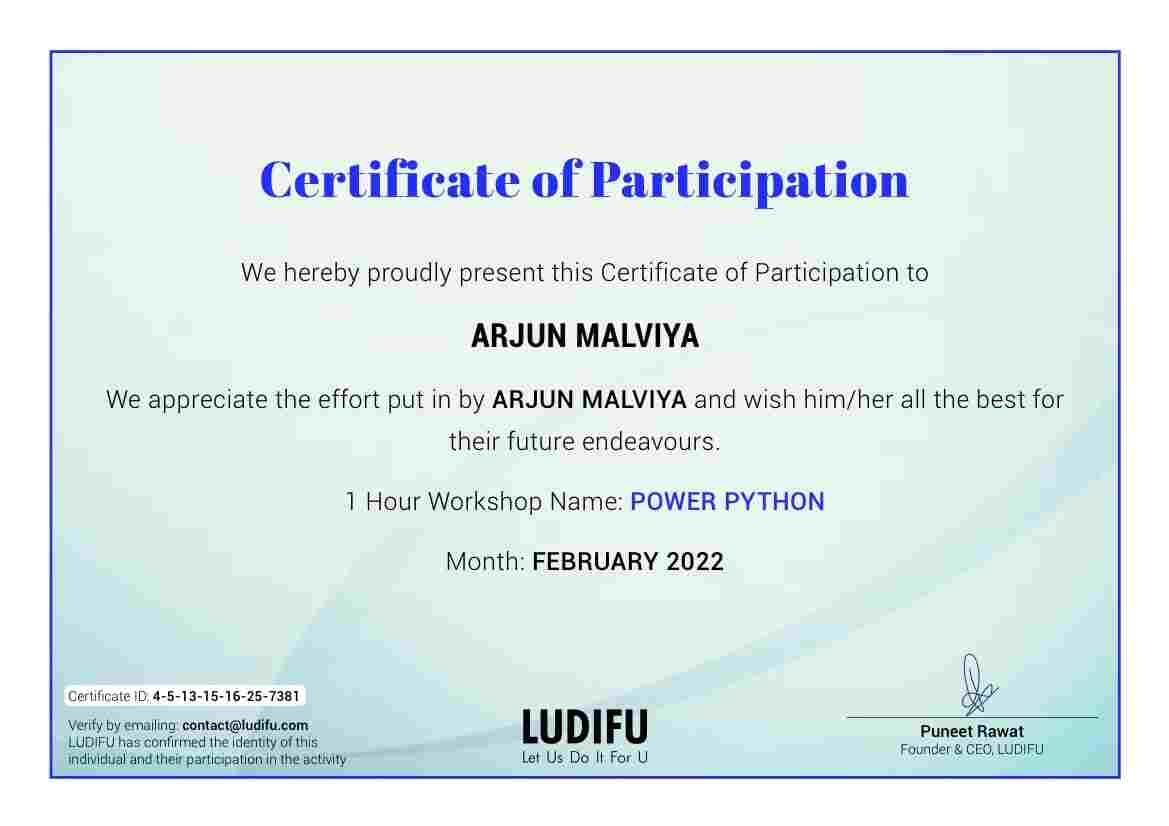 Certificate of Participation
We hereby proudly present this Certificate of Participation to
ARJUN MALVIYA
We appreciate the effort put in by ARJUN MALVIYA and wish him/her all the best for
their future endeavours.
1 Hour Workshop Name: POWER PYTHON
Month: FEBRUARY 2022
Certificate ID: 4-5-13-15-16-25-7381
Verify by emailing: contact@ludifu.com
LUDIFU has confirmed the identity of this
individual and their participation in the activity
LUDIFU
Let Us Do It For U
Puneet Rawat
Founder & CEO, LUDIFU